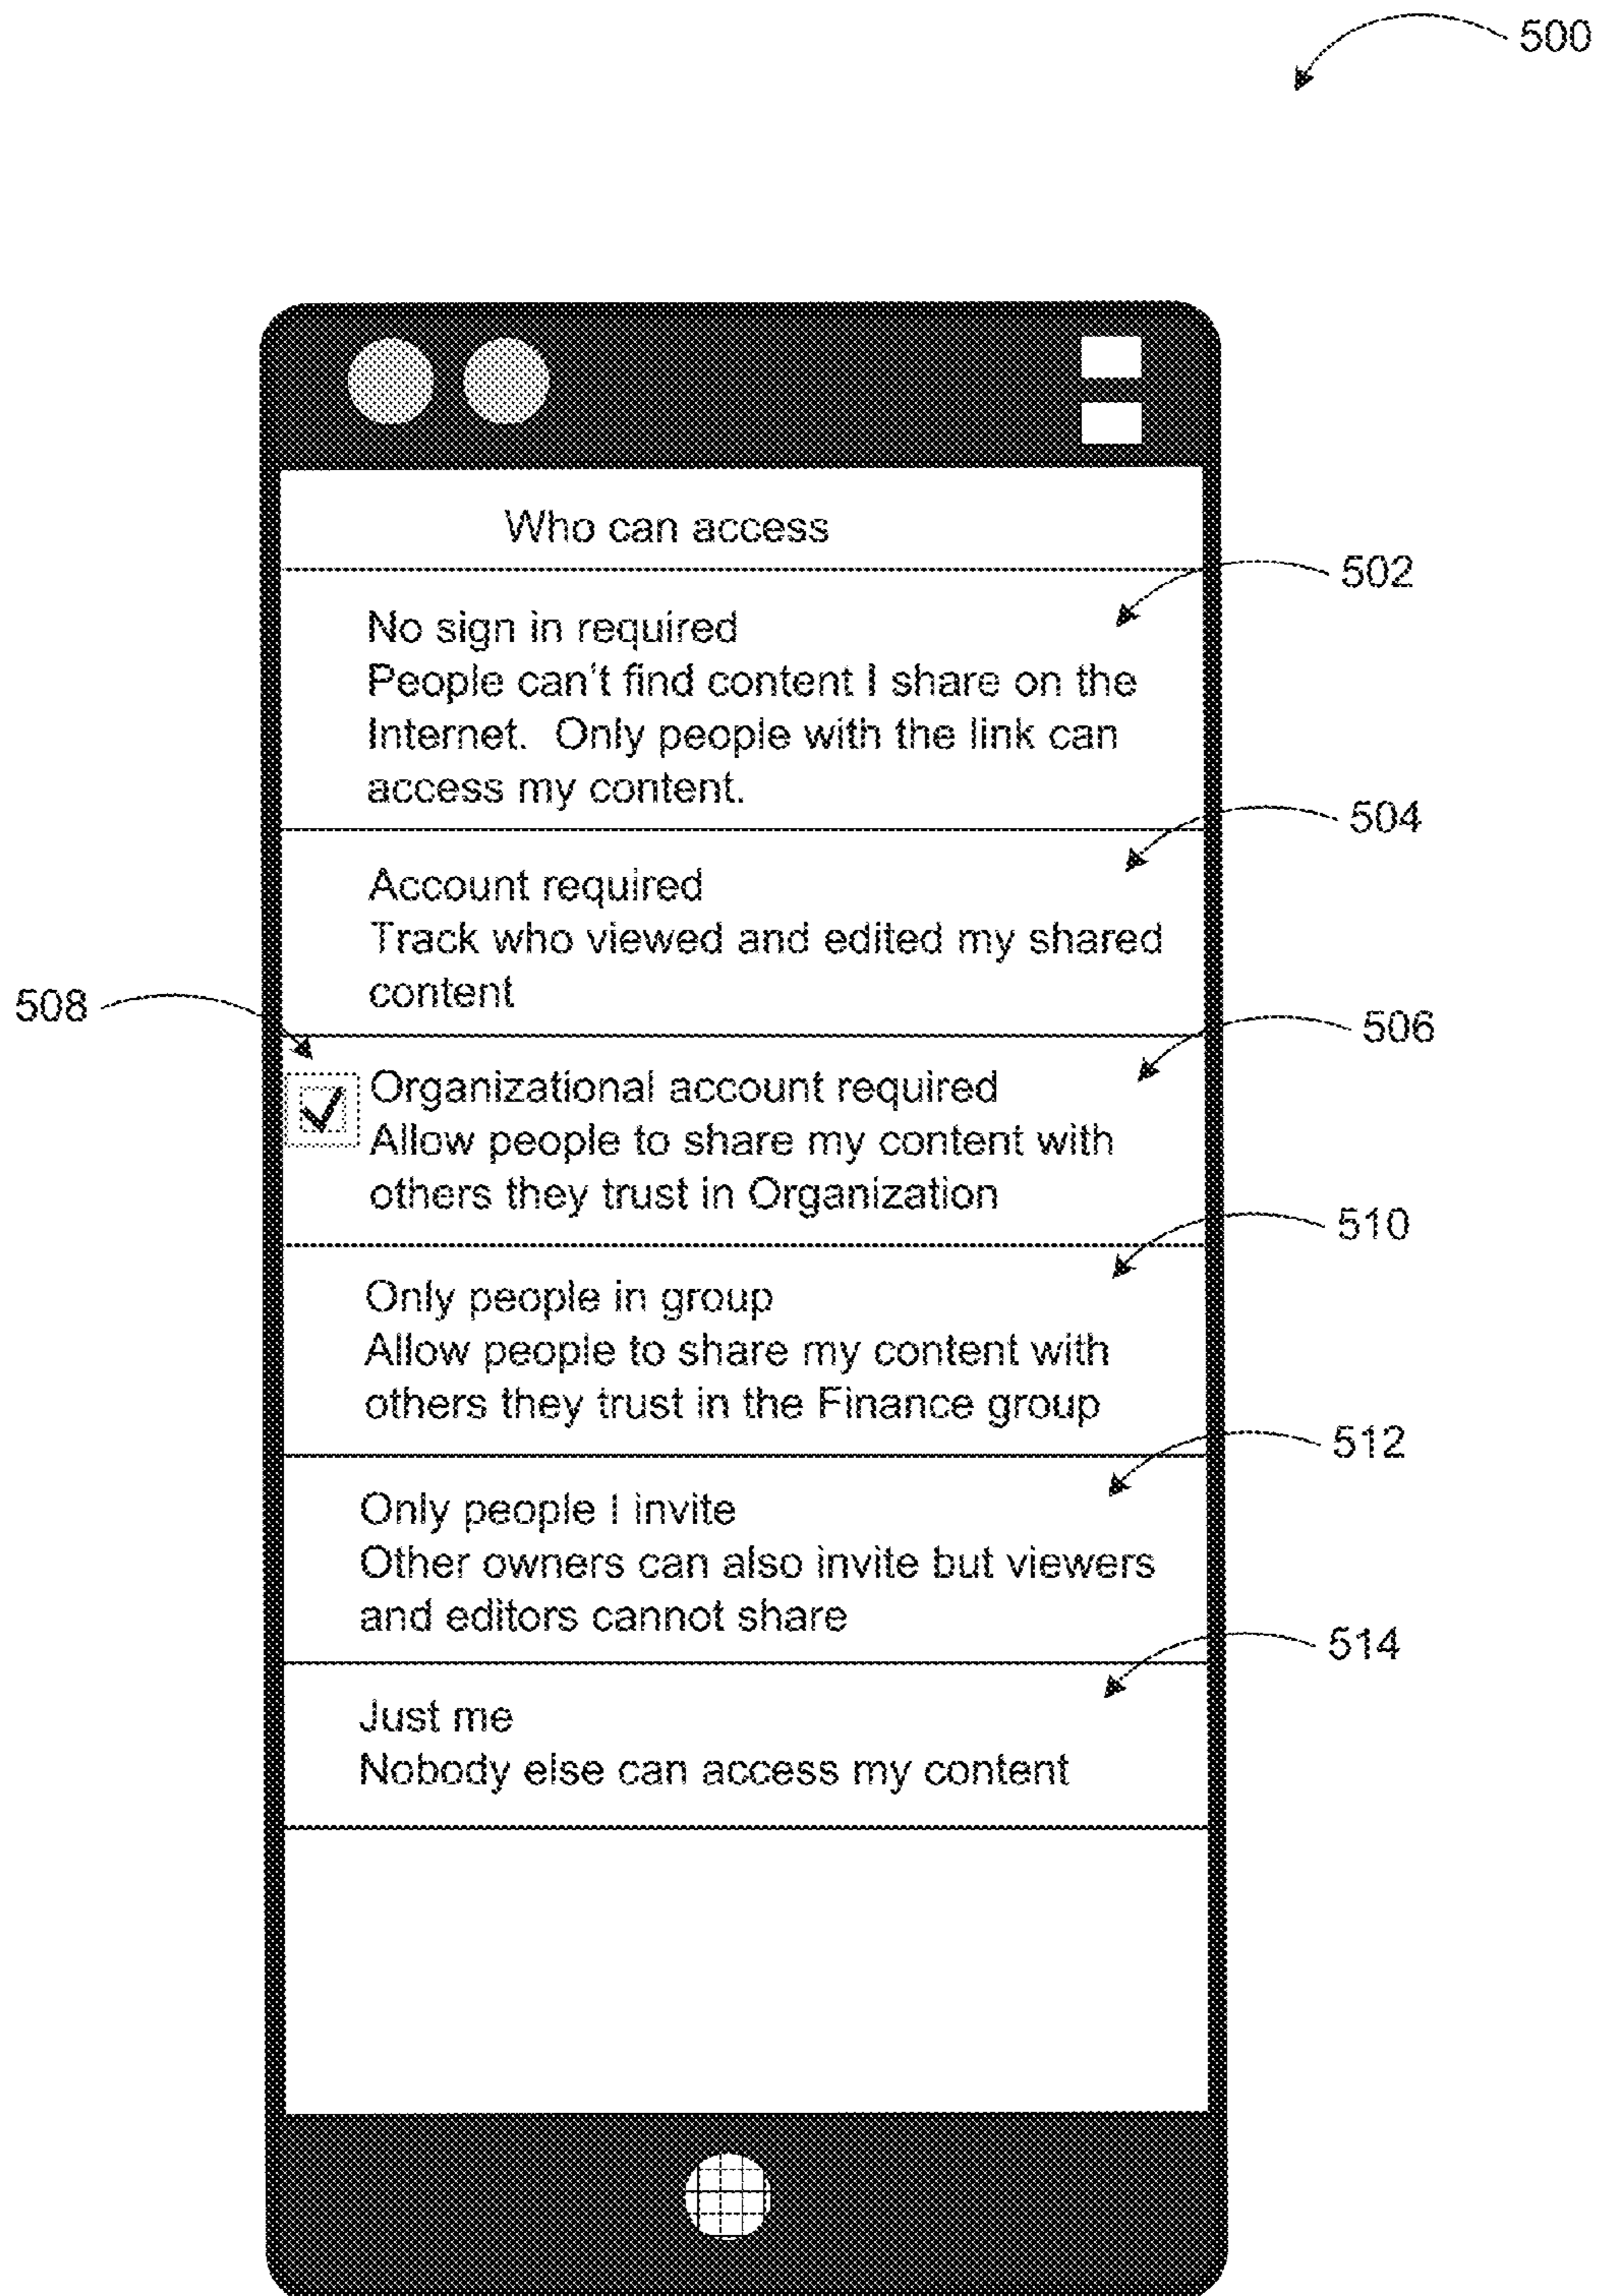 500
Who can access
502
No sign in required
People can't find content I share on the
Internet.  Only people with the link can
access my content.
504
Account required
Track who viewed and edited my shared
content
508
506
Organizational account required
Allow people to share my content with
others they trust in Organization
510
Only people in group
Allow people to share my content with
others they trust in the Finance group
512
Only people I invite
Other owners can also invite but viewers
and editors cannot share
514
Just me
Nobody else can access my content